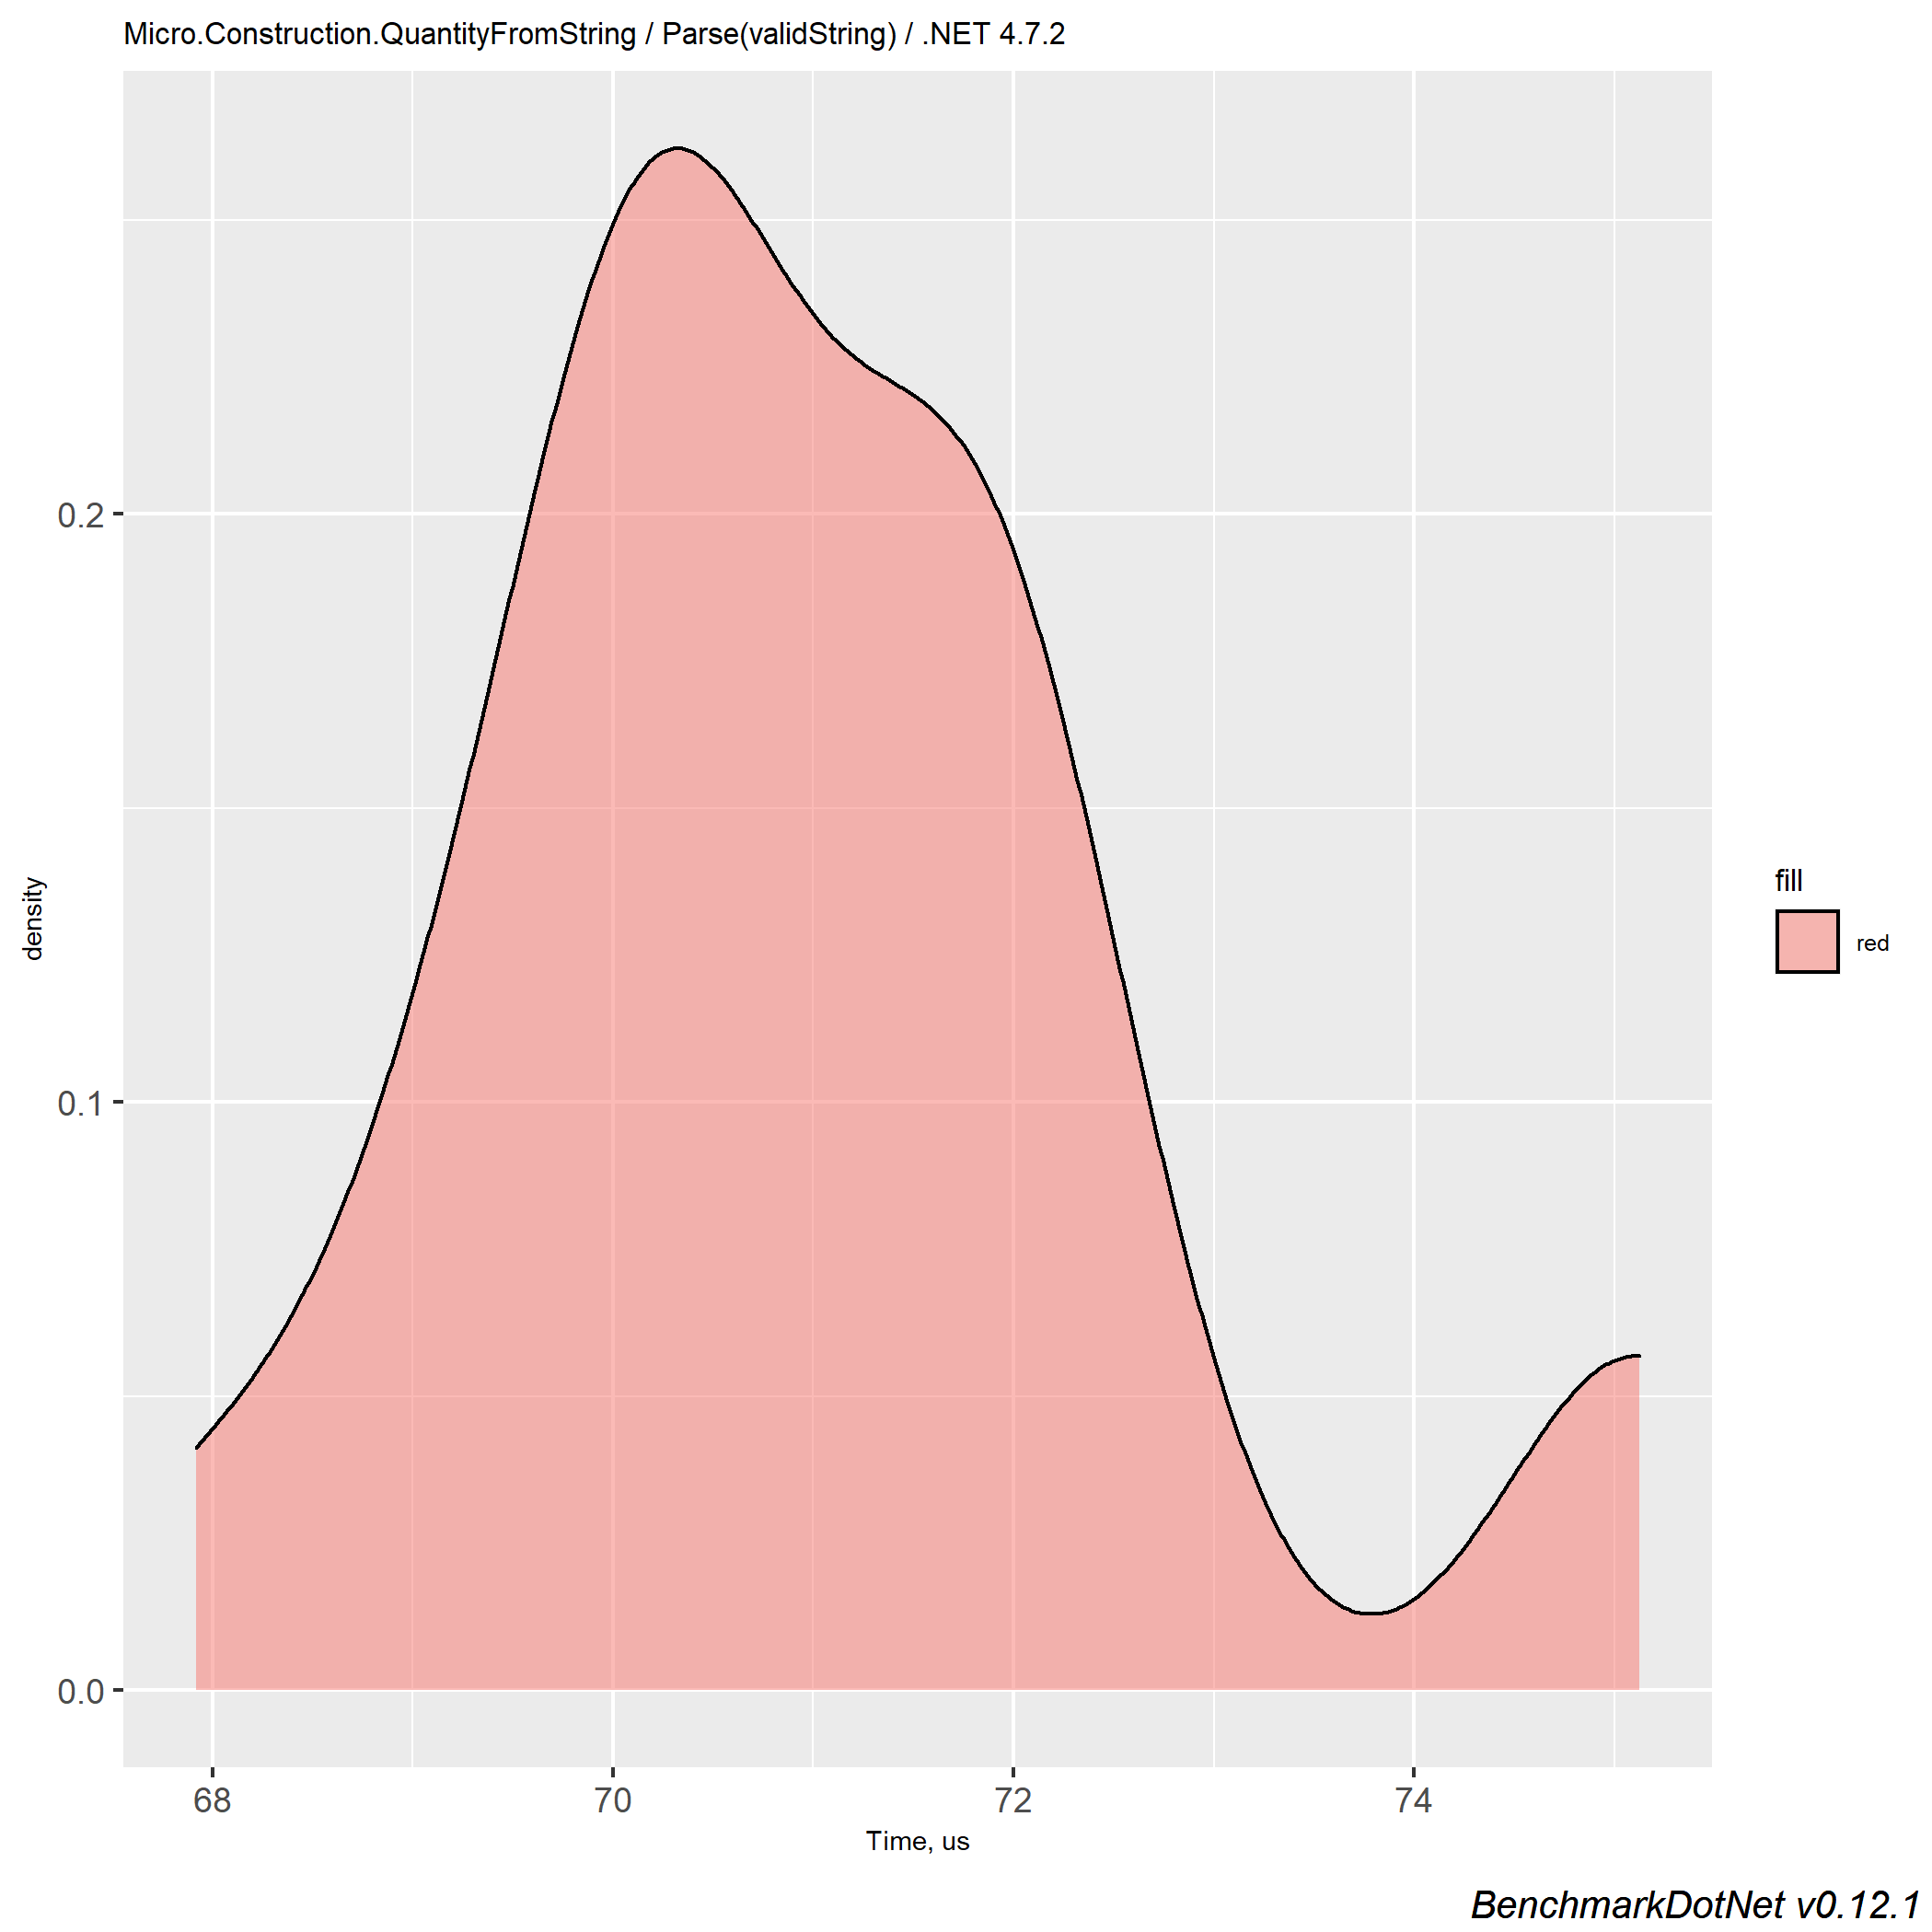 Micro.Construction.QuantityFromString / Parse(validString) / .NET 4.7.2
density
0.2
0.1
0.0
68 70 72 74
Time, us
fill
red
BenchmarkDotNet v0.12.1